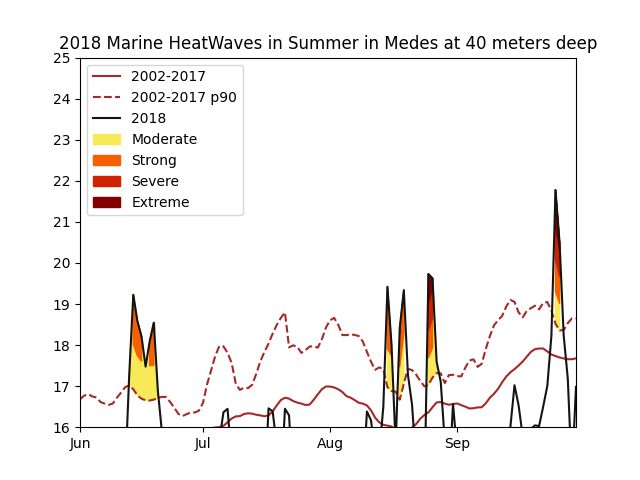 2018 Marine HeatWaves in Summer in Medes at 40 meters deep
25
24
23
22
21
20
19
18
17
16
2002-2017
2002-2017 p90
2018
Moderate
Strong
Severe
Extreme
Jun
Jul
Aug
Sep